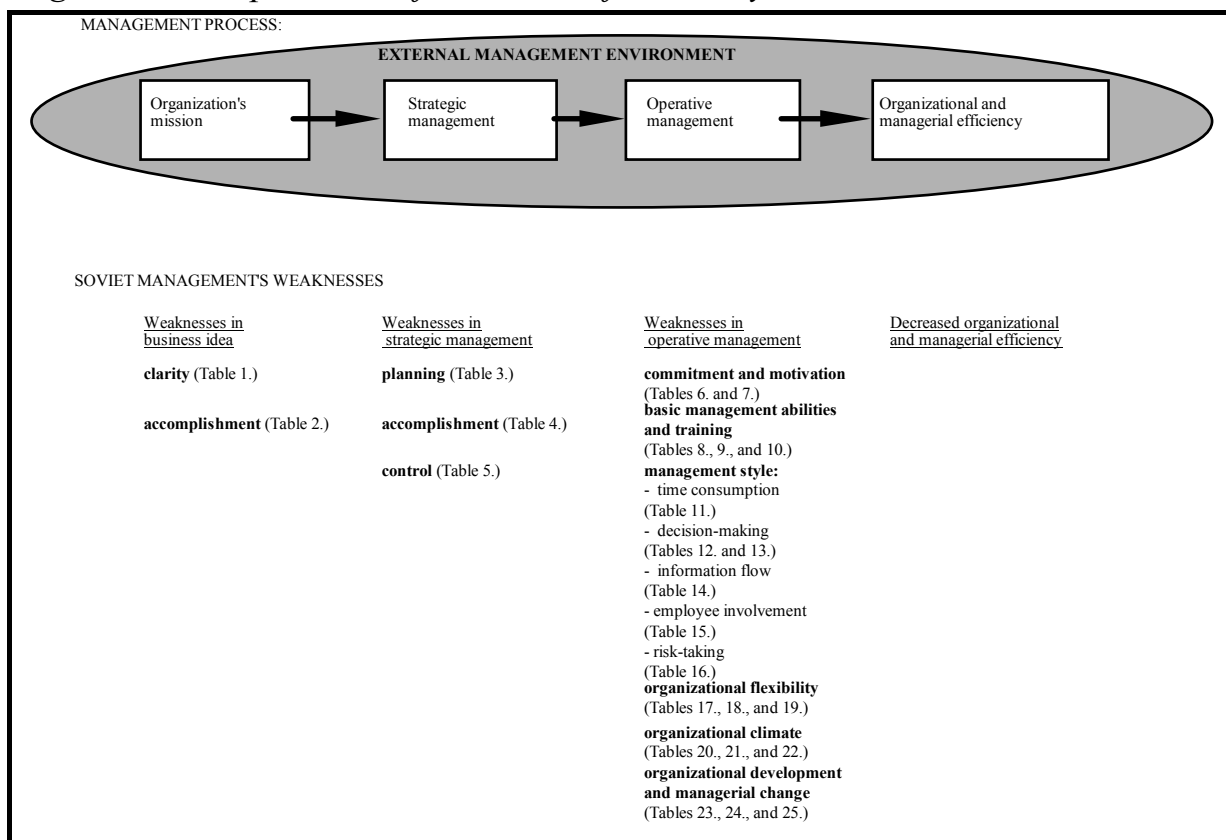 MANAGEMENT PROCESS:
EXTERNAL MANAGEMENT ENVIRONMENT
Organization's
mission
Strategic
management
Operative
management
Organizational and
managerial efficiency
SOVIET MANAGEMENT'S WEAKNESSES
Weaknesses in
business idea
clarity (Table 1.)
accomplishment (Table 2.)
Weaknesses in
strategic management
planning (Table 3.)
accomplishment (Table 4.)
control (Table 5.)
Weaknesses in
operative management
commitment and motivation
(Tables 6. and 7.)
basic management abilities
and training
(Tables 8., 9., and 10.)
management style:
- time consumption
(Table 11.)
- decision-making
(Tables 12. and 13.)
- information flow
(Table 14.)
- employee involvement
(Table 15.)
- risk-taking
(Table 16.)
organizational flexibility
(Tables 17., 18., and 19.)
organizational climate
(Tables 20., 21., and 22.)
organizational development
and managerial change
(Tables 23., 24., and 25.)
Decreased organizational
and managerial efficiency